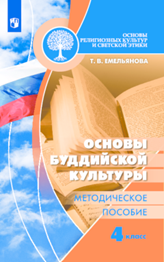 ОСНОВЫ
РЕЛИГИОЗНЫХ КУЛЬТУР
И СВЕТСКОЙ ЭТИКИ
Т. В. ЕМЕЛЬЯНОВА
ОСНОВЫ
БУДДИЙСКОЙ
КУЛЬТУРЫ
МЕТОДИЧЕСКОЕ
ПОСОБИЕ
4 КЛАСС